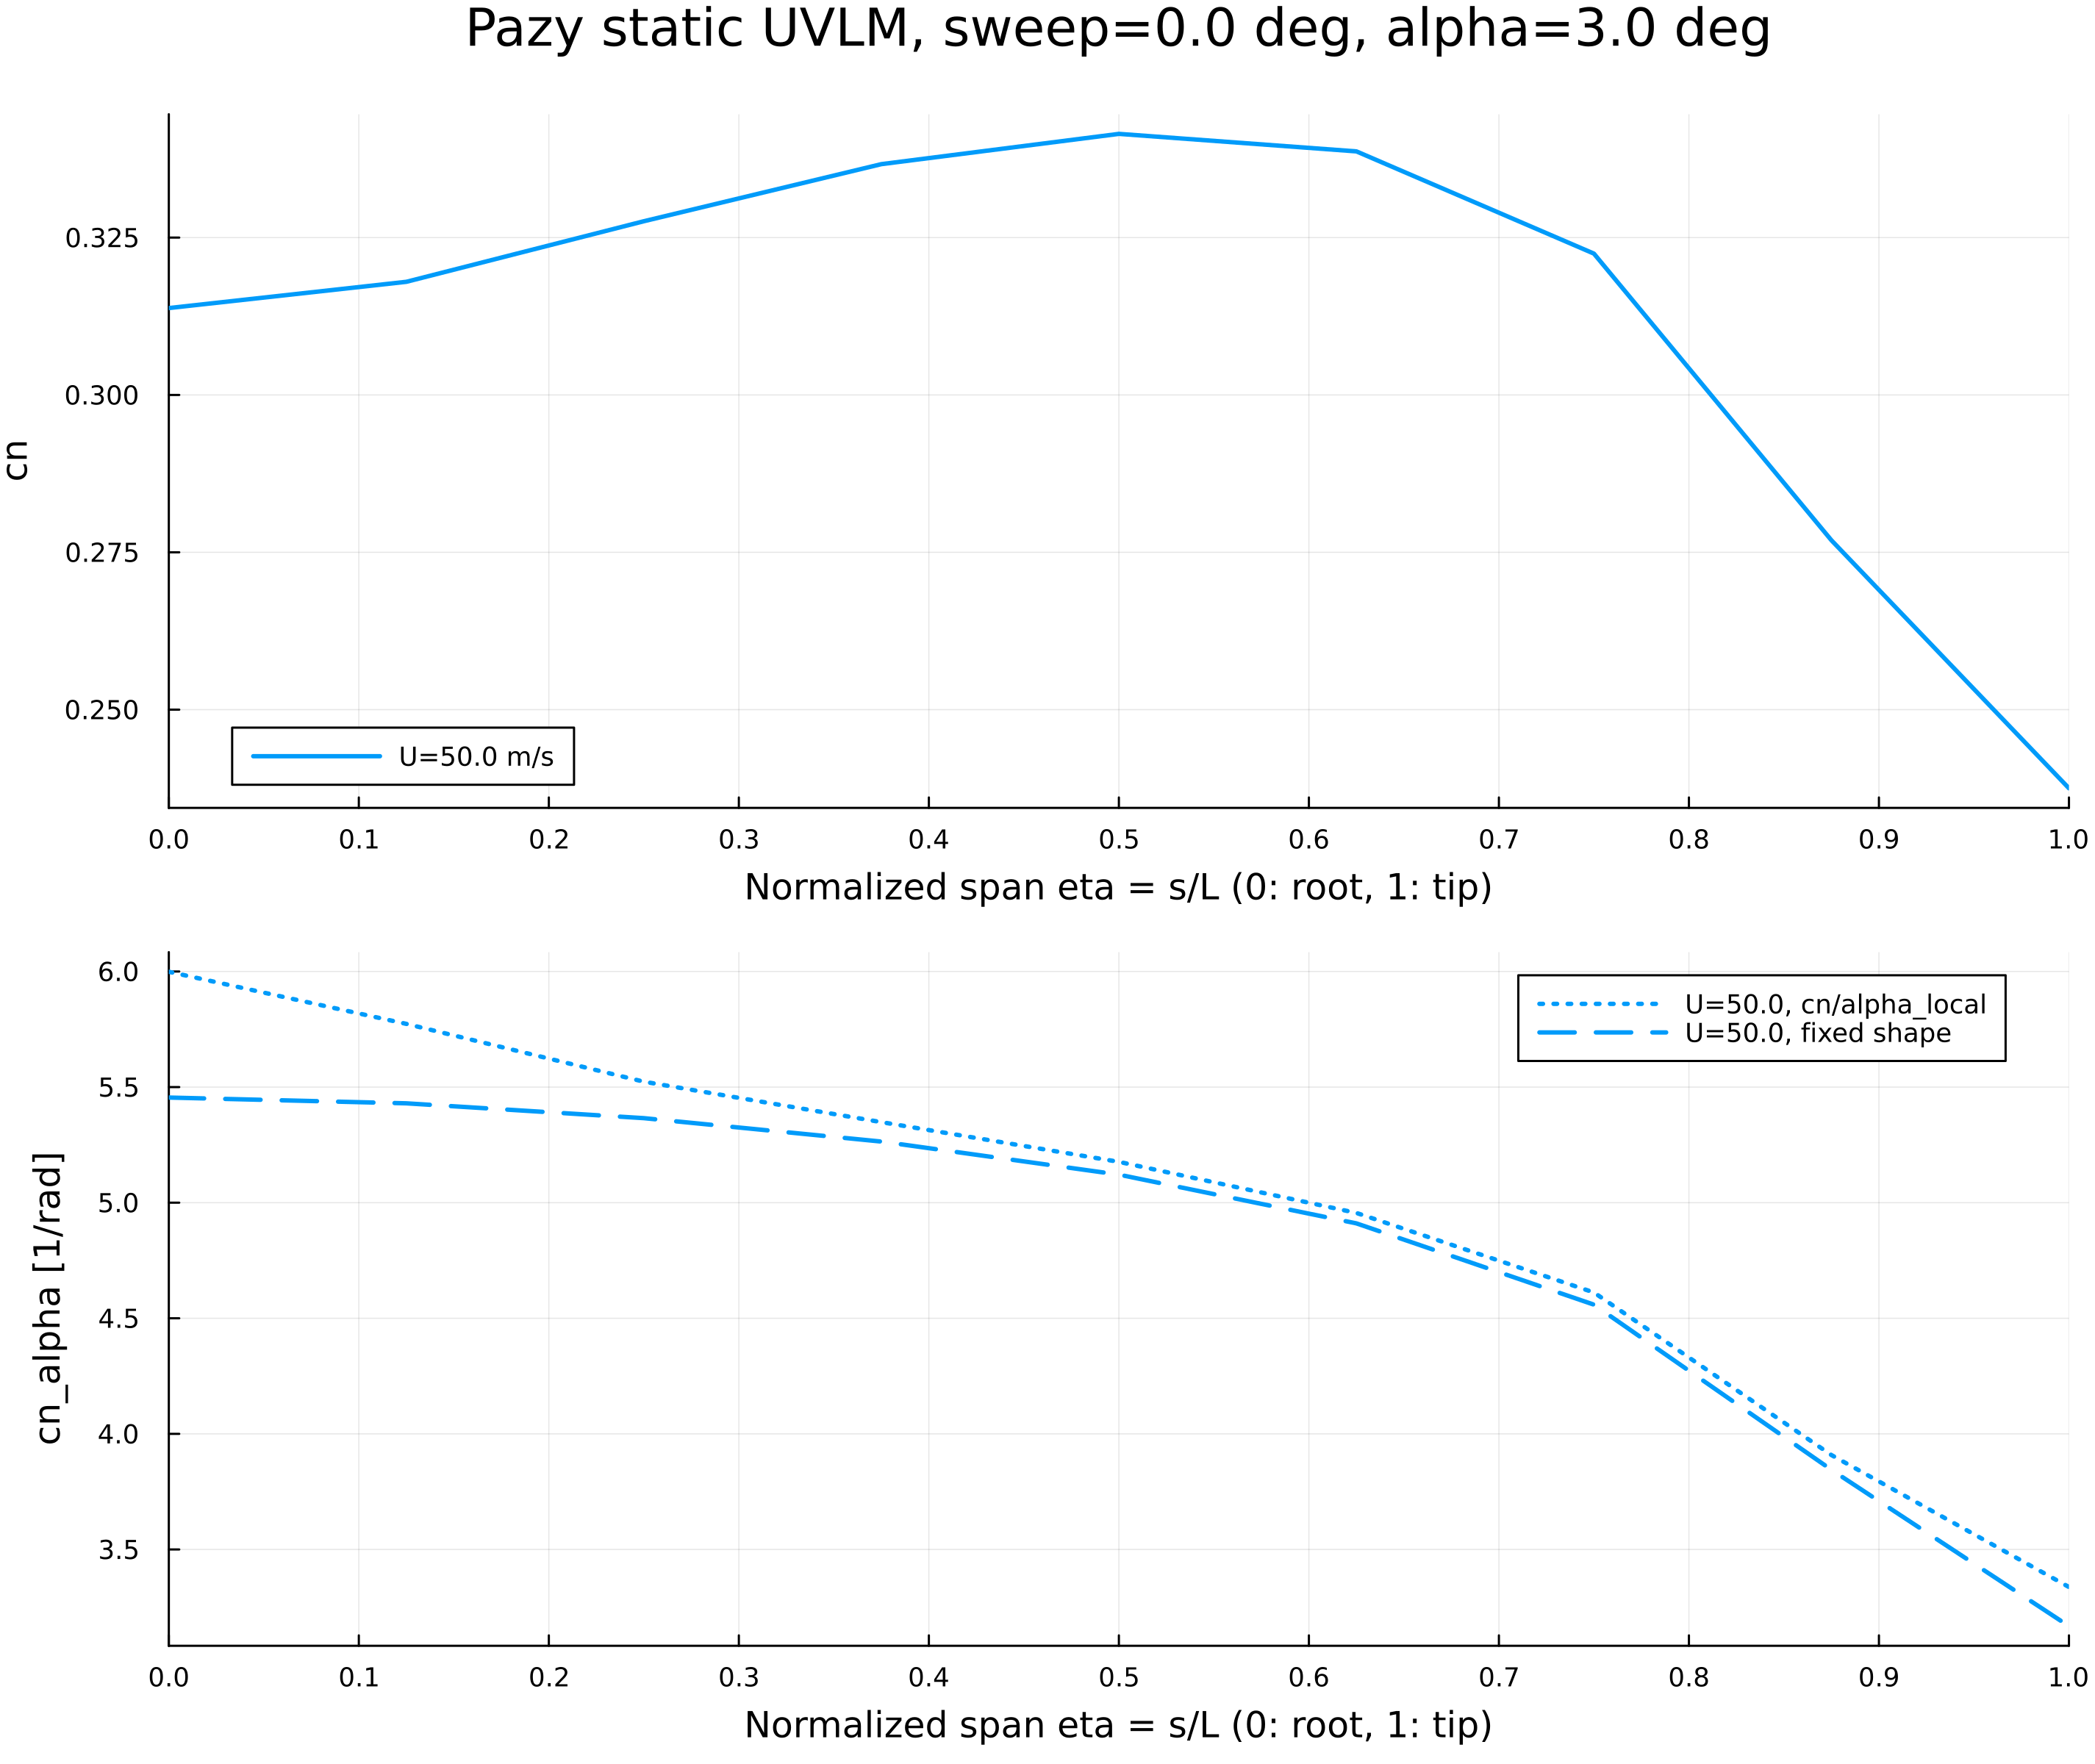 Pazy static UVLM, sweep=0.0 deg, alpha=3.0 deg
cn
0.325
0.300
0.275
0.250
U=50.0 m/s
0.0 0.1 0.2 0.3 0.4 0.5 0.6 0.7 0.8 0.9 1.0
Normalized span eta = s/L (0: root, 1: tip)
cn_alpha [1/rad]
6.0
5.5
5.0
4.5
4.0
3.5
U=50.0, cn/alpha_local
U=50.0, fixed shape
0.0 0.1 0.2 0.3 0.4 0.5 0.6 0.7 0.8 0.9 1.0
Normalized span eta = s/L (0: root, 1: tip)